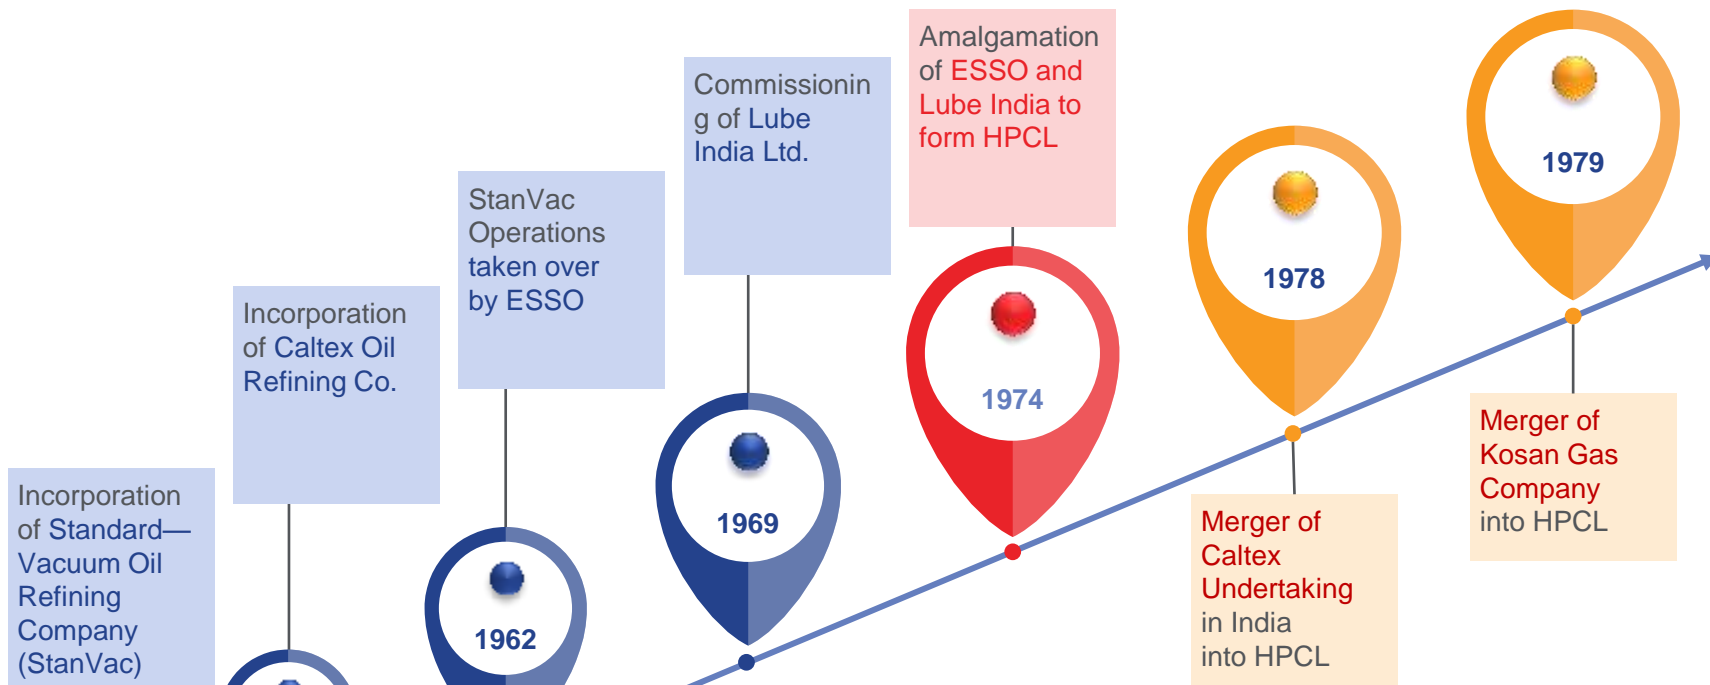 Incorporation
of Standard—
Vacuum Oil
Refining
Company
(StanVac)
Incorporation
of Caltex Oil
Refining Co.
StanVac
Operations
taken over
by ESSO
1962
Commissionin
g of Lube
India Ltd.
1969
Amalgamation
of ESSO and
Lube India to
form HPCL
1974
1978
Merger of
Caltex
Undertaking
in India
into HPCL
1979
Merger of
Kosan Gas
Company
into HPCL